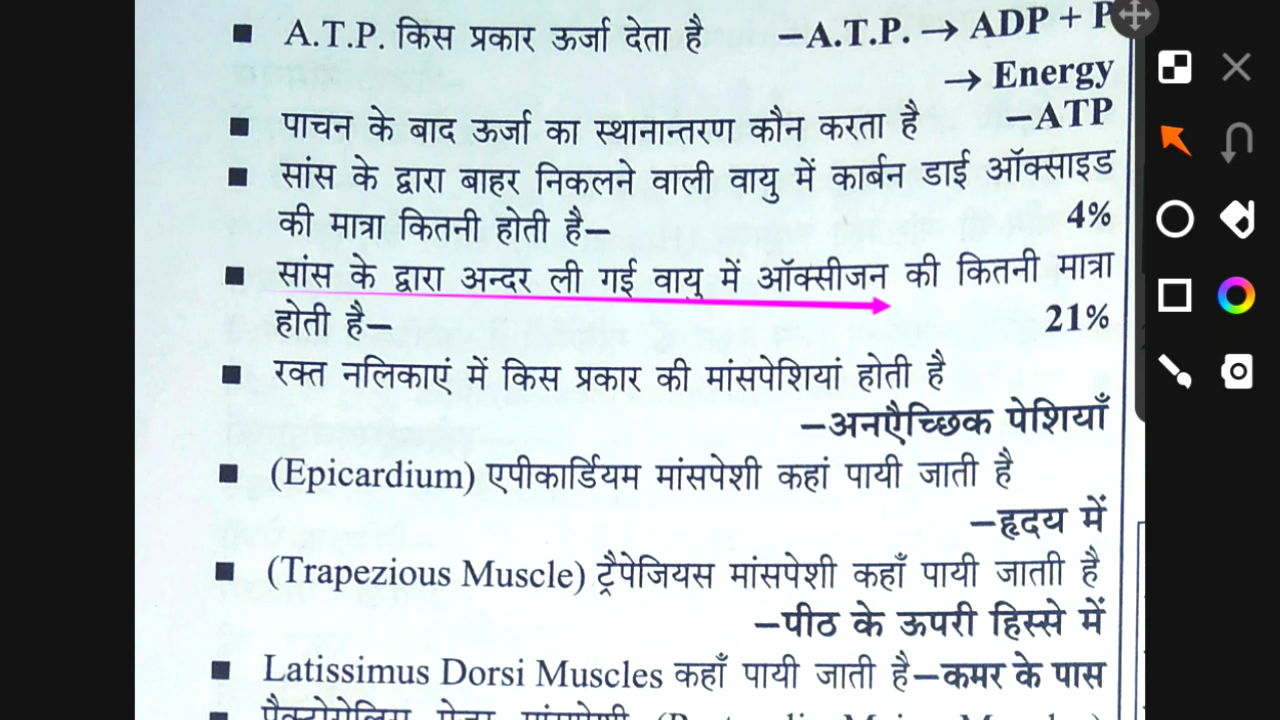 ■ A.T.P. किस प्रकार ऊर्जा देता है –A.T.P. → ADP + P
→ Energy
■ पाचन के बाद ऊर्जा का स्थानान्तरण कौन करता है –ATP
■ सांस के द्वारा बाहर निकलने वाली वायु में कार्बन डाई ऑक्साइड
की मात्रा कितनी होती है– 4%
■ सांस के द्वारा अन्दर ली गई वायु में ऑक्सीजन की कितनी मात्रा
होती है– 21%
■ रक्त नलिकाएं में किस प्रकार की मांसपेशियां होती है
–अनऐच्छिक पेशियाँ
■ (Epicardium) एपीकार्डियम मांसपेशी कहां पायी जाती है
–हृदय में
■ (Trapezious Muscle) ट्रैपेजियस मांसपेशी कहाँ पायी जाताी है
–पीठ के ऊपरी हिस्से में
■ Latissimus Dorsi Muscles कहाँ पायी जाती है–कमर के पास